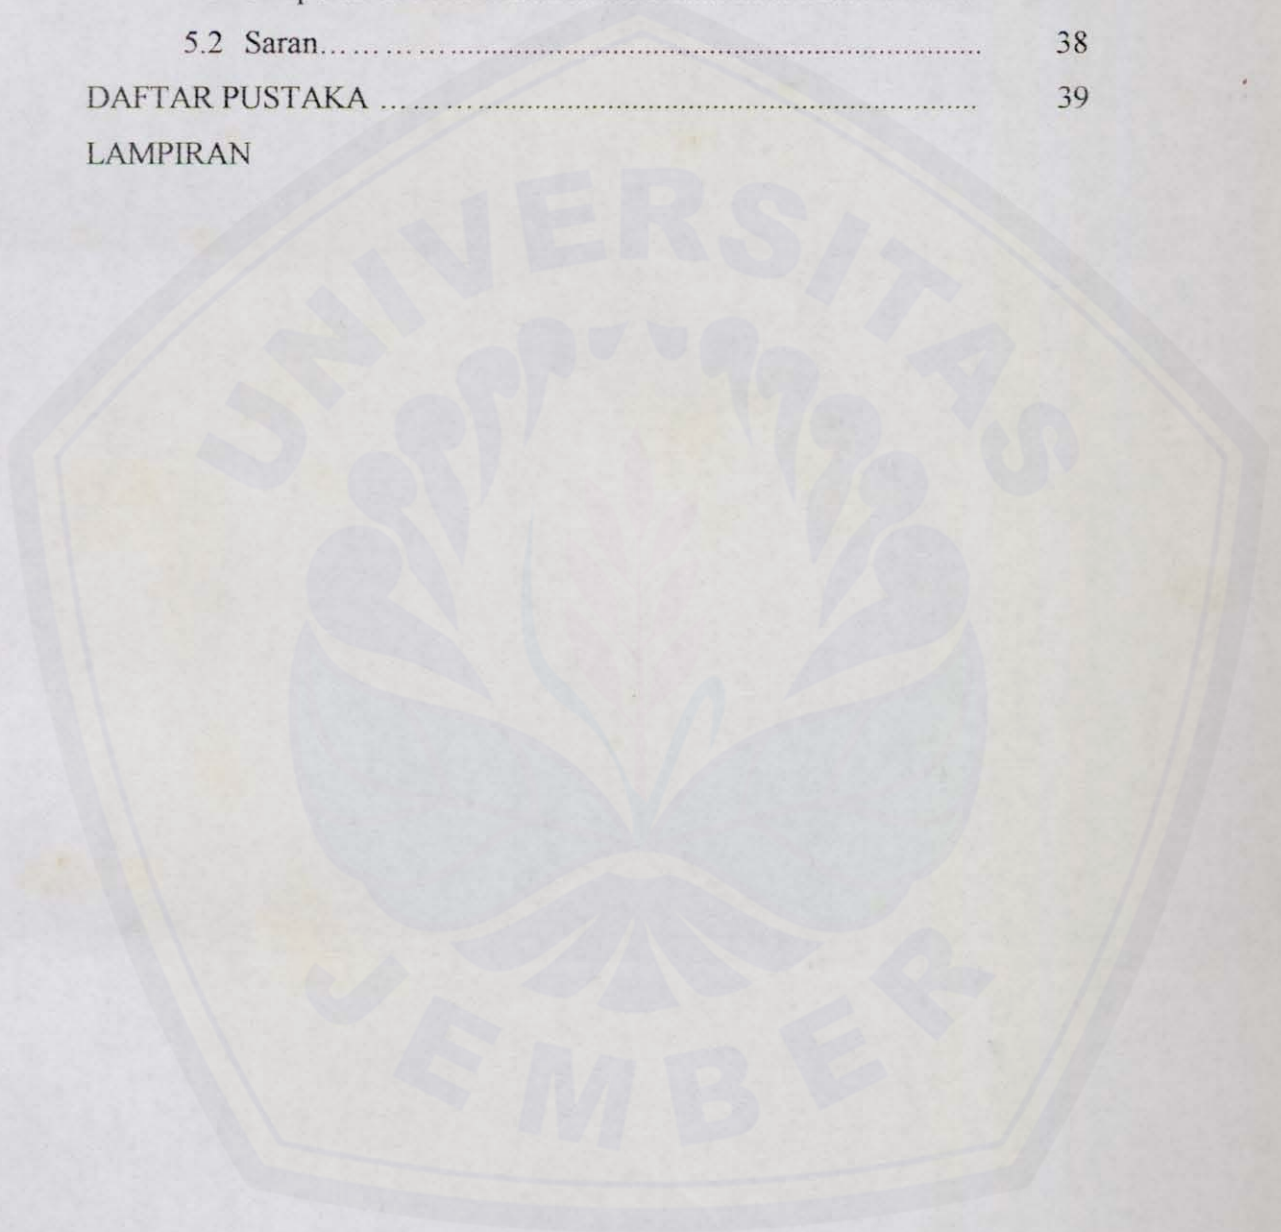 5.2 Saran........................................................................................ 38
DAFTAR PUSTAKA ................................................................................ 39
LAMPIRAN
UNIVERSITAS
JEMBER